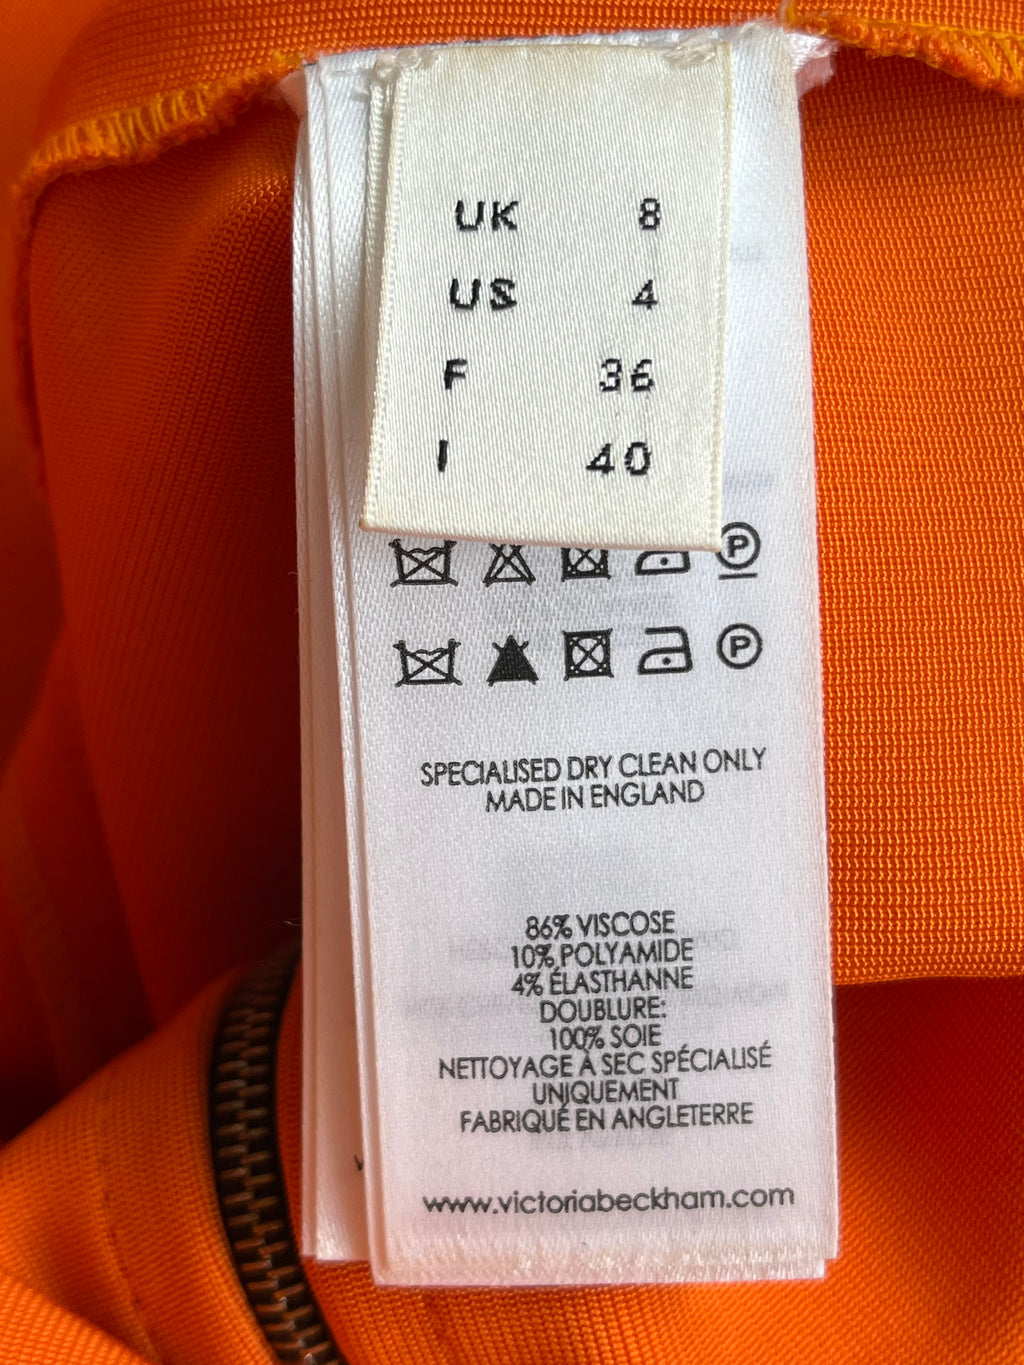 UK 8
US 4
F 36
I 40
P
P
SPECIALISED DRY CLEAN ONLY
MADE IN ENGLAND
86% VISCOSE
10% POLYAMIDE
4% ÉLASTHANNE
DOUBLURE:
100% SOIE
NETTOYAGE À SEC SPÉCIALISÉ
UNIQUEMENT
FABRIQUÉ EN ANGLETERRE
www.victoriabeckham.com